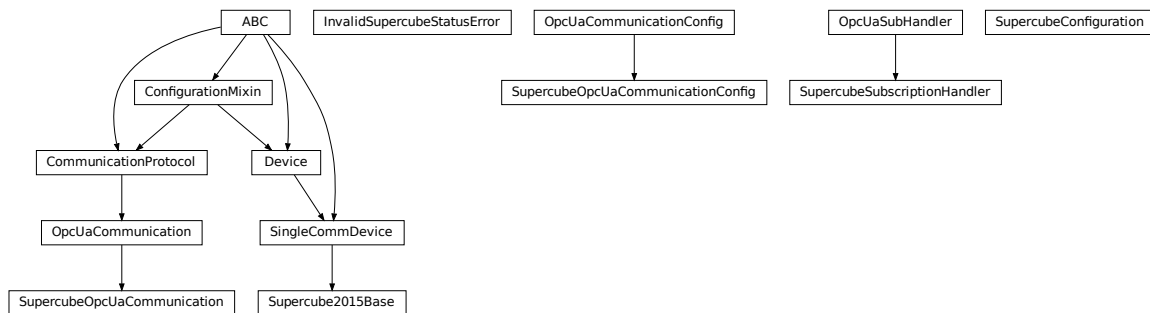 ABC
InvalidSupercubeStatusError
OpcUaCommunicationConfig
OpcUaSubHandler
SupercubeConfiguration
ConfigurationMixin
SupercubeOpcUaCommunicationConfig
SupercubeSubscriptionHandler
CommunicationProtocol
Device
OpcUaCommunication
SingleCommDevice
SupercubeOpcUaCommunication
Supercube2015Base